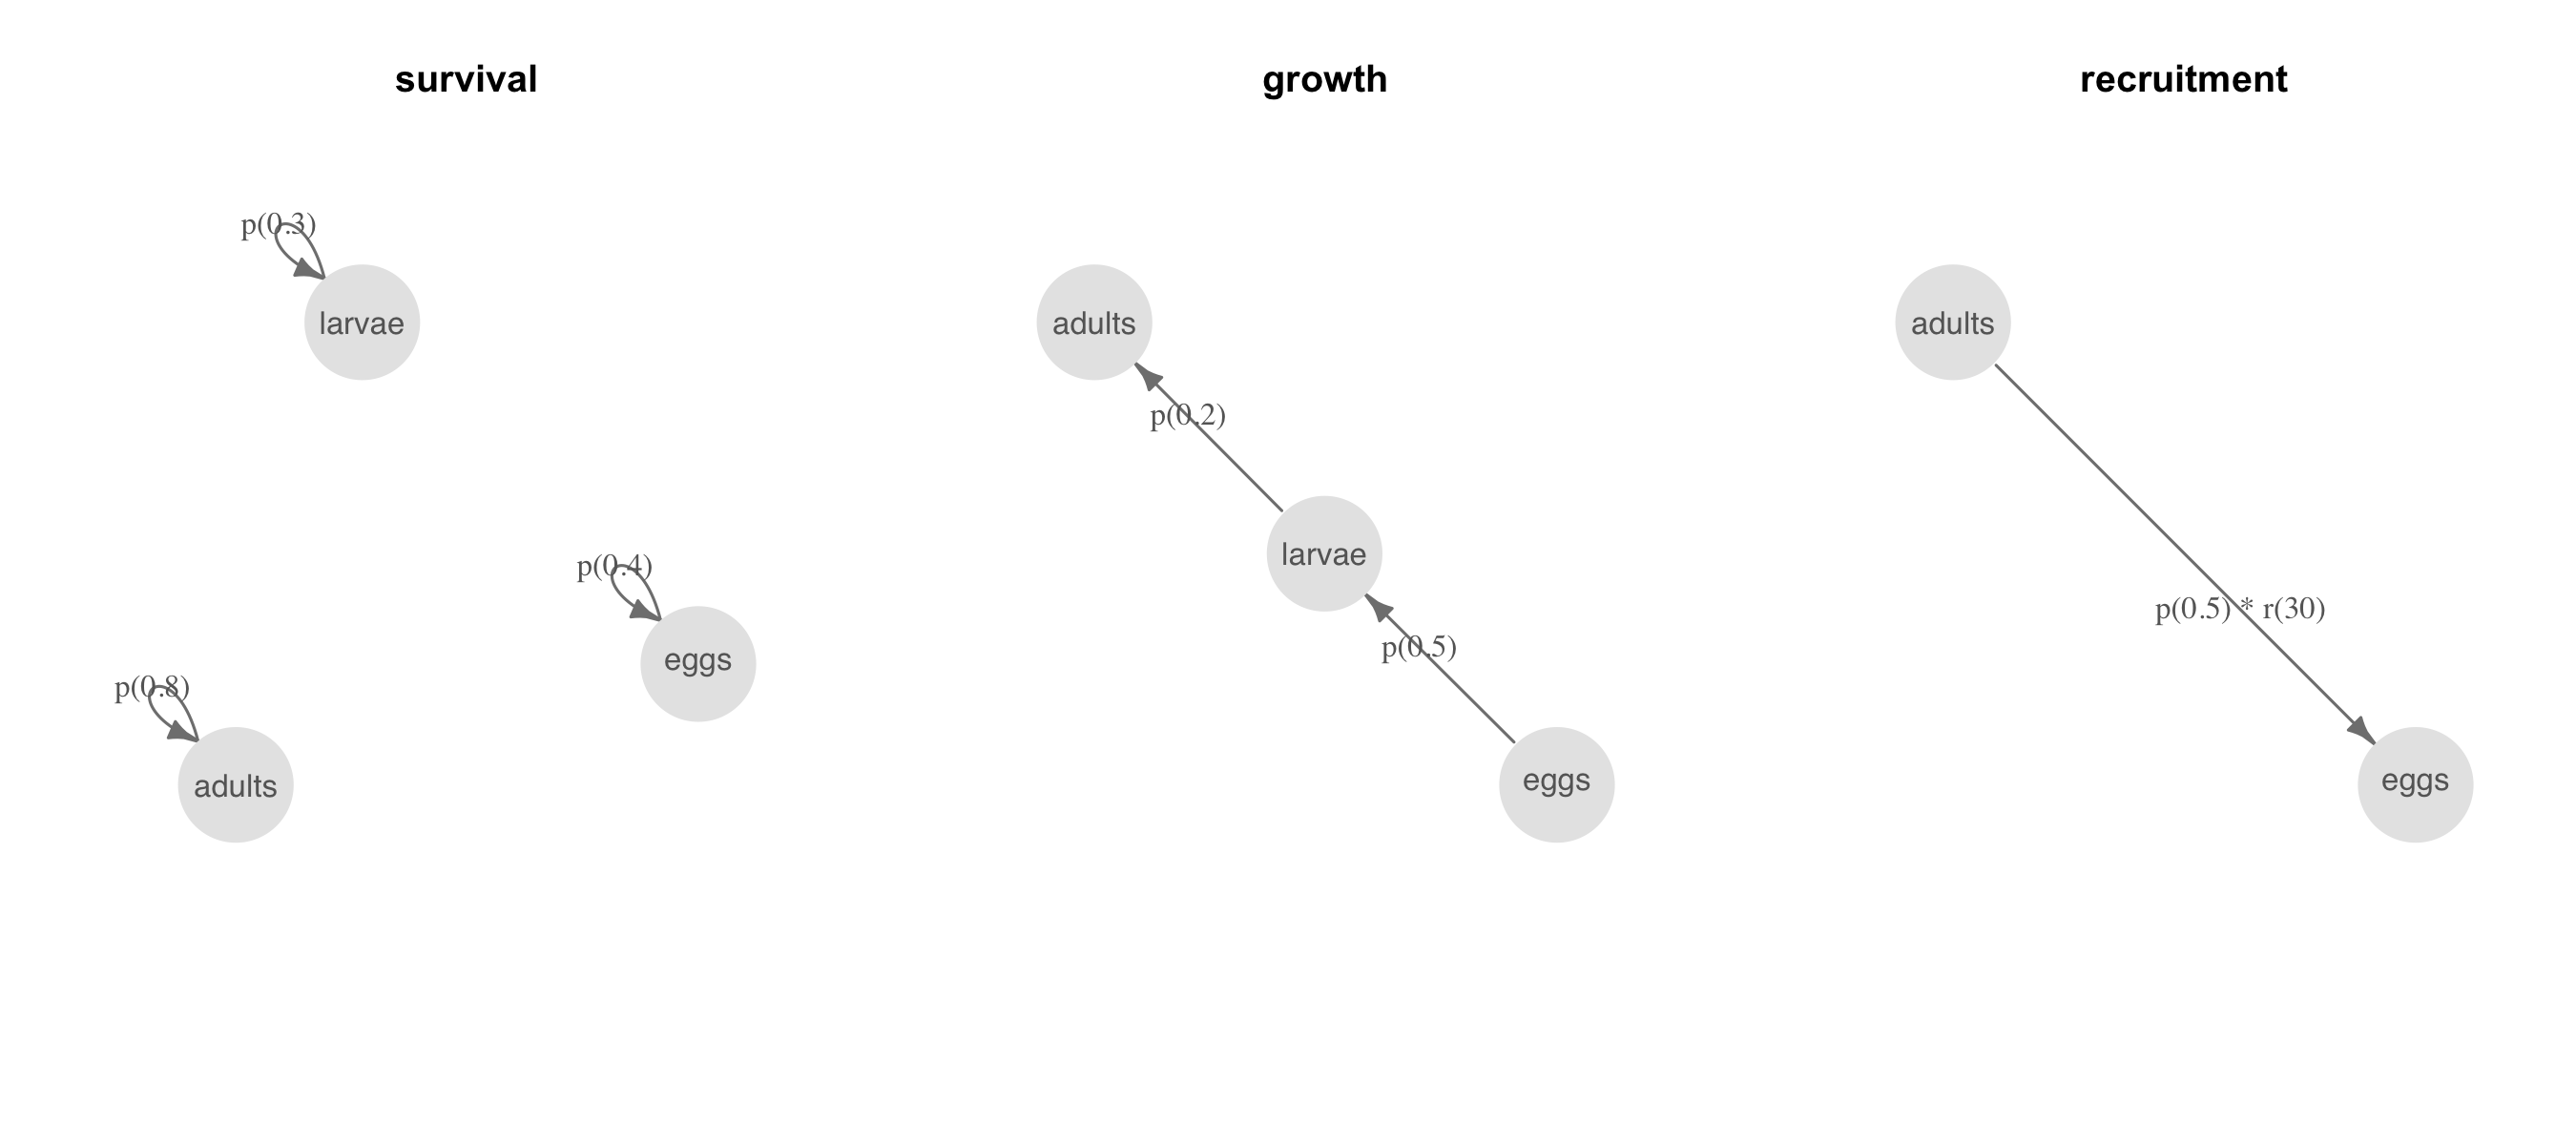 survival
p(0.3)
larvae
p(0.4)
eggs
p(0.8)
adults
growth
adults
p(0.2)
larvae
p(0.5)
eggs
recruitment
adults
p(0.5) * r(30)
eggs